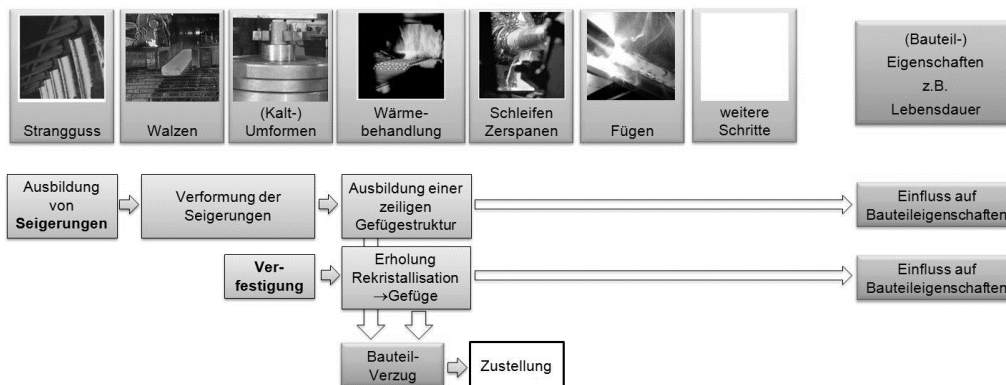 Strangguss
Walzen
(Kalt-)
Umformen
Wärme-
behandlung
Schleifen
Zerspanen
Fügen
weitere
Schritte
(Bauteil-)
Eigenschaften
z.B.
Lebensdauer
Ausbildung
von
Seigerungen
Verformung der
Seigerungen
Ausbildung einer
zeiligen
Gefügestruktur
Einfluss auf
Bauteileigenschaften
Ver-
festigung
Erholung
Rekristallisation
→Gefüge
Einfluss auf
Bauteileigenschaften
Bauteil-
Verzug
Zustellung